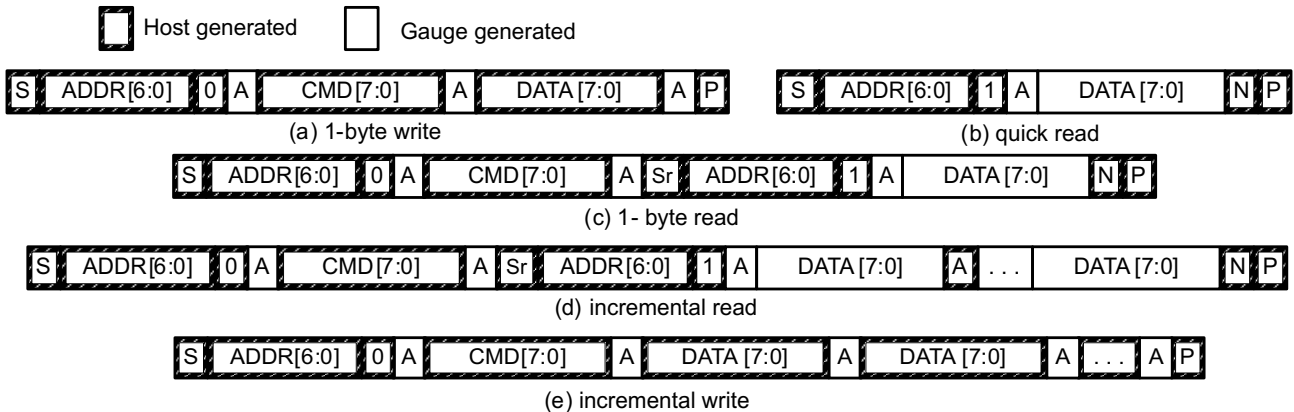 Host generated Gauge generated
S ADDR[6:0] 0 A CMD[7:0] A DATA[7:0] A P
S ADDR[6:0] 1 A DATA[7:0] N P
(a) 1-byte write
(b) quick read
S ADDR[6:0] 0 A CMD[7:0] A Sr ADDR[6:0] 1 A DATA[7:0] N P
(c) 1- byte read
S ADDR[6:0] 0 A CMD[7:0] A Sr ADDR[6:0] 1 A DATA[7:0] A . . . DATA[7:0] N P
(d) incremental read
S ADDR[6:0] 0 A CMD[7:0] A DATA[7:0] A DATA[7:0] A . . . A P
(e) incremental write